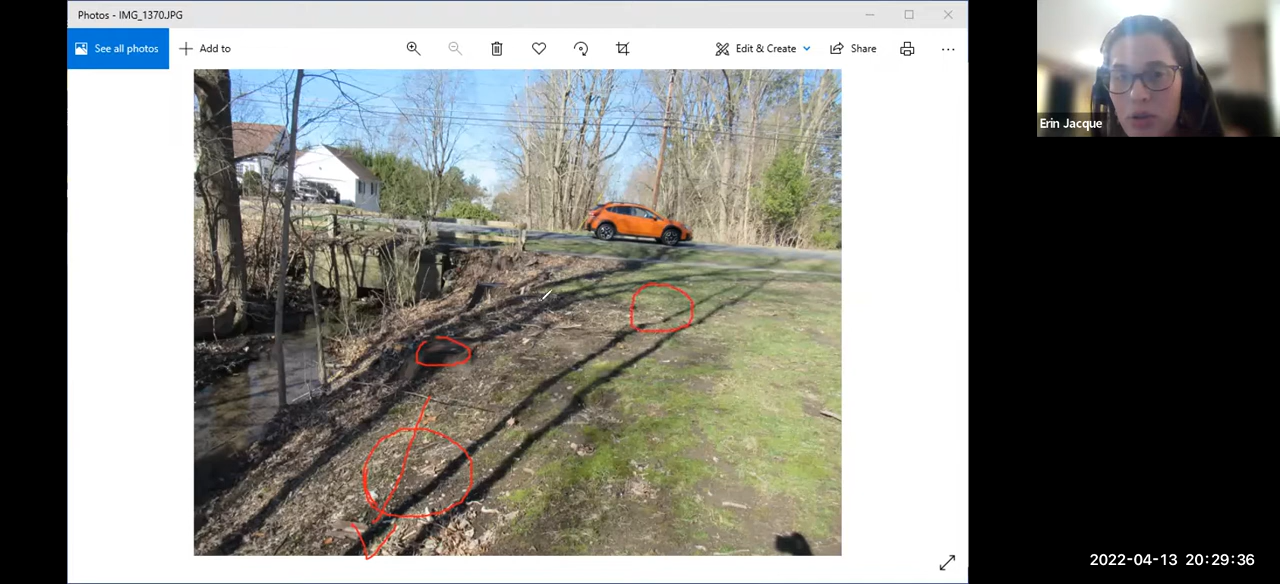 Photos - IMG_1370.JPG
See all photos
Add to
Edit & Create
Share
Erin Jacque
2022-04-13 20:29:36